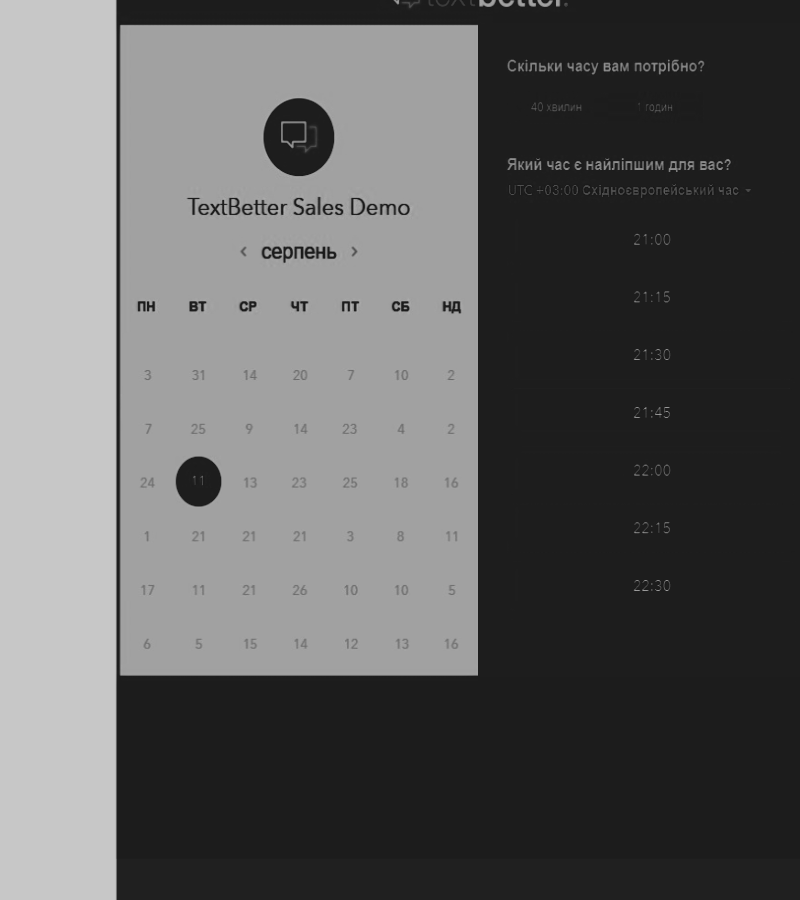 textbetter.
TextBetter Sales Demo
‹ серпень ›
ПН ВТ СР ЧТ ПТ СБ НД
3 31 14 20 7 10 2
7 25 9 14 23 4 2
24 11 13 23 25 18 16
1 21 21 21 3 8 11
17 11 21 26 10 10 5
6 5 15 14 12 13 16
Скільки часу вам потрібно?
40 хвилин 1 годин
Який час є найліпшим для вас?
UTC +03:00 Східноєвропейський час
21:00
21:15
21:30
21:45
22:00
22:15
22:30